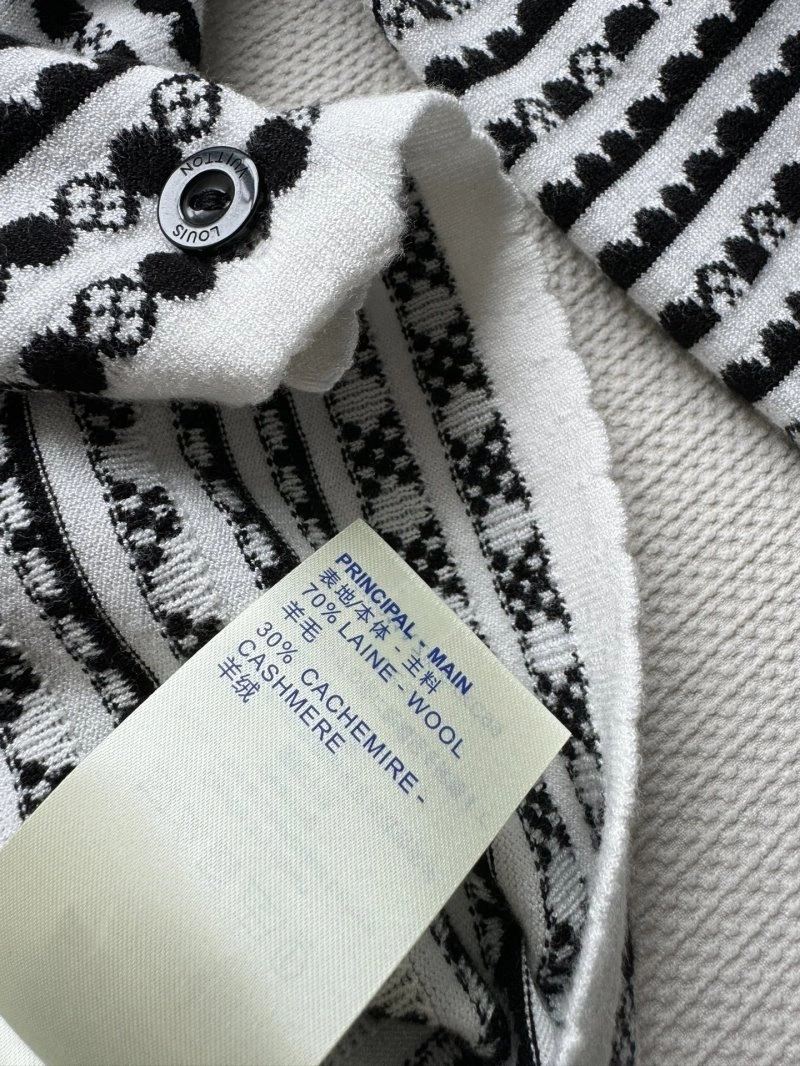 LOUIS
VUITTON
PRINCIPAL - MAIN
表地/本体 - 主料
70% LAINE - WOOL
羊毛
30% CACHEMIRE -
CASHMERE
羊绒